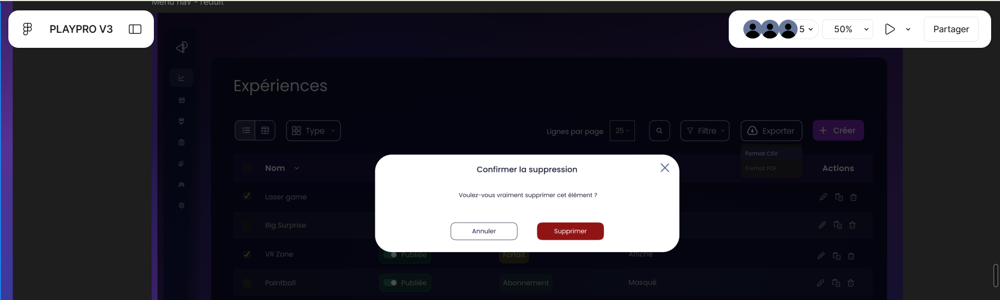 Menu nav - réduit
PLAYPRO V3
5
50%
Partager
Expériences
Type
Lignes par page
25
Filtre
Exporter
+ Créer
Format CSV
Format PDF
Nom
Actions
Confirmer la suppression
Voulez-vous vraiment supprimer cet élément ?
Annuler
Supprimer
Laser game
Big Surprise
VR Zone
Publiée
Forfait
Affiché
Paintball
Publiée
Abonnement
Masqué